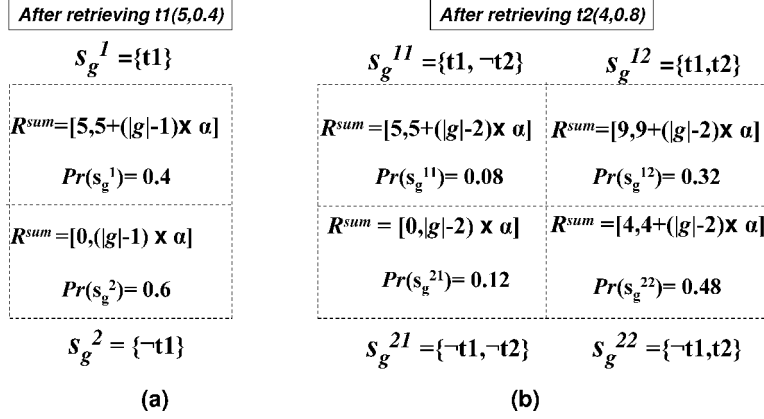 After retrieving t1(5,0.4)
s_g^1={t1}
R^sum=[5,5+(|g|-1)x α]
Pr(s_g^1)= 0.4
R^sum=[0,(|g|-1) x α]
Pr(s_g^2)= 0.6
s_g^2 = {¬t1}
(a)
After retrieving t2(4,0.8)
s_g^11 ={t1, ¬t2}
s_g^12 ={t1,t2}
R^sum=[5,5+(|g|-2)x α]
R^sum=[9,9+(|g|-2)x α]
Pr(s_g^11)= 0.08
Pr(s_g^12)= 0.32
R^sum = [0,|g|-2) x α]
R^sum =[4,4+(|g|-2)x α]
Pr(s_g^21)= 0.12
Pr(s_g^22)= 0.48
s_g^21 ={¬t1,¬t2}
s_g^22 ={¬t1,t2}
(b)